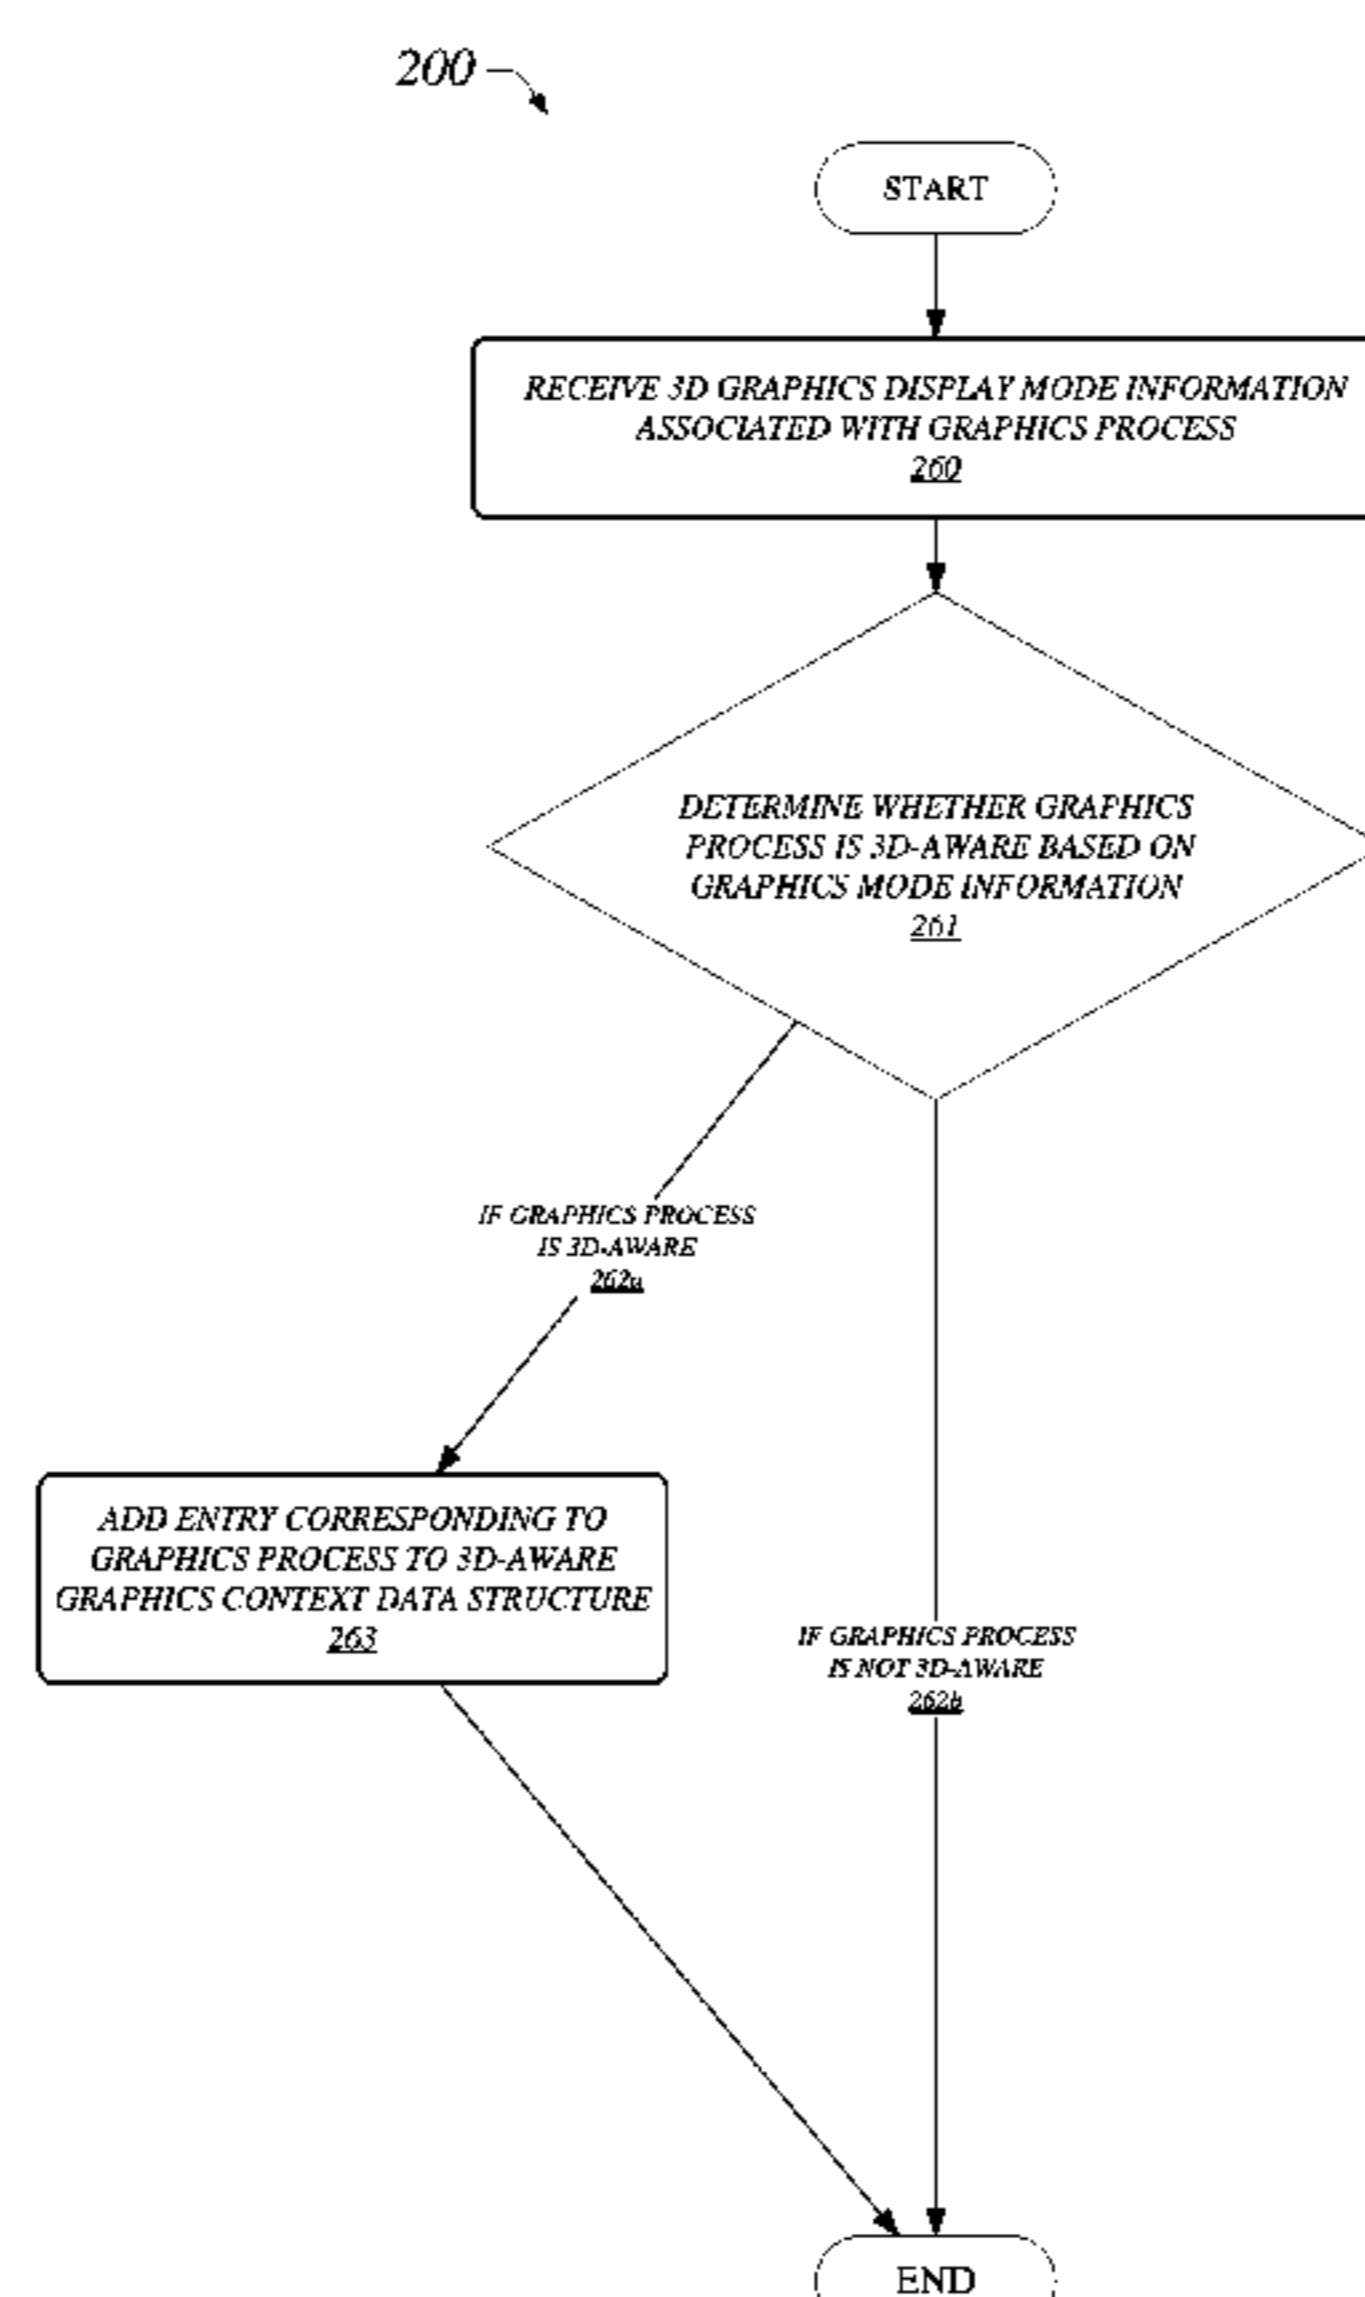 200
START
RECEIVE 3D GRAPHICS DISPLAY MODE INFORMATION
ASSOCIATED WITH GRAPHICS PROCESS
260
DETERMINE WHETHER GRAPHICS
PROCESS IS 3D-AWARE BASED ON
GRAPHICS MODE INFORMATION
261
IF GRAPHICS PROCESS
IS 3D-AWARE
262a
ADD ENTRY CORRESPONDING TO
GRAPHICS PROCESS TO 3D-AWARE
GRAPHICS CONTEXT DATA STRUCTURE
263
IF GRAPHICS PROCESS
IS NOT 3D-AWARE
262b
END